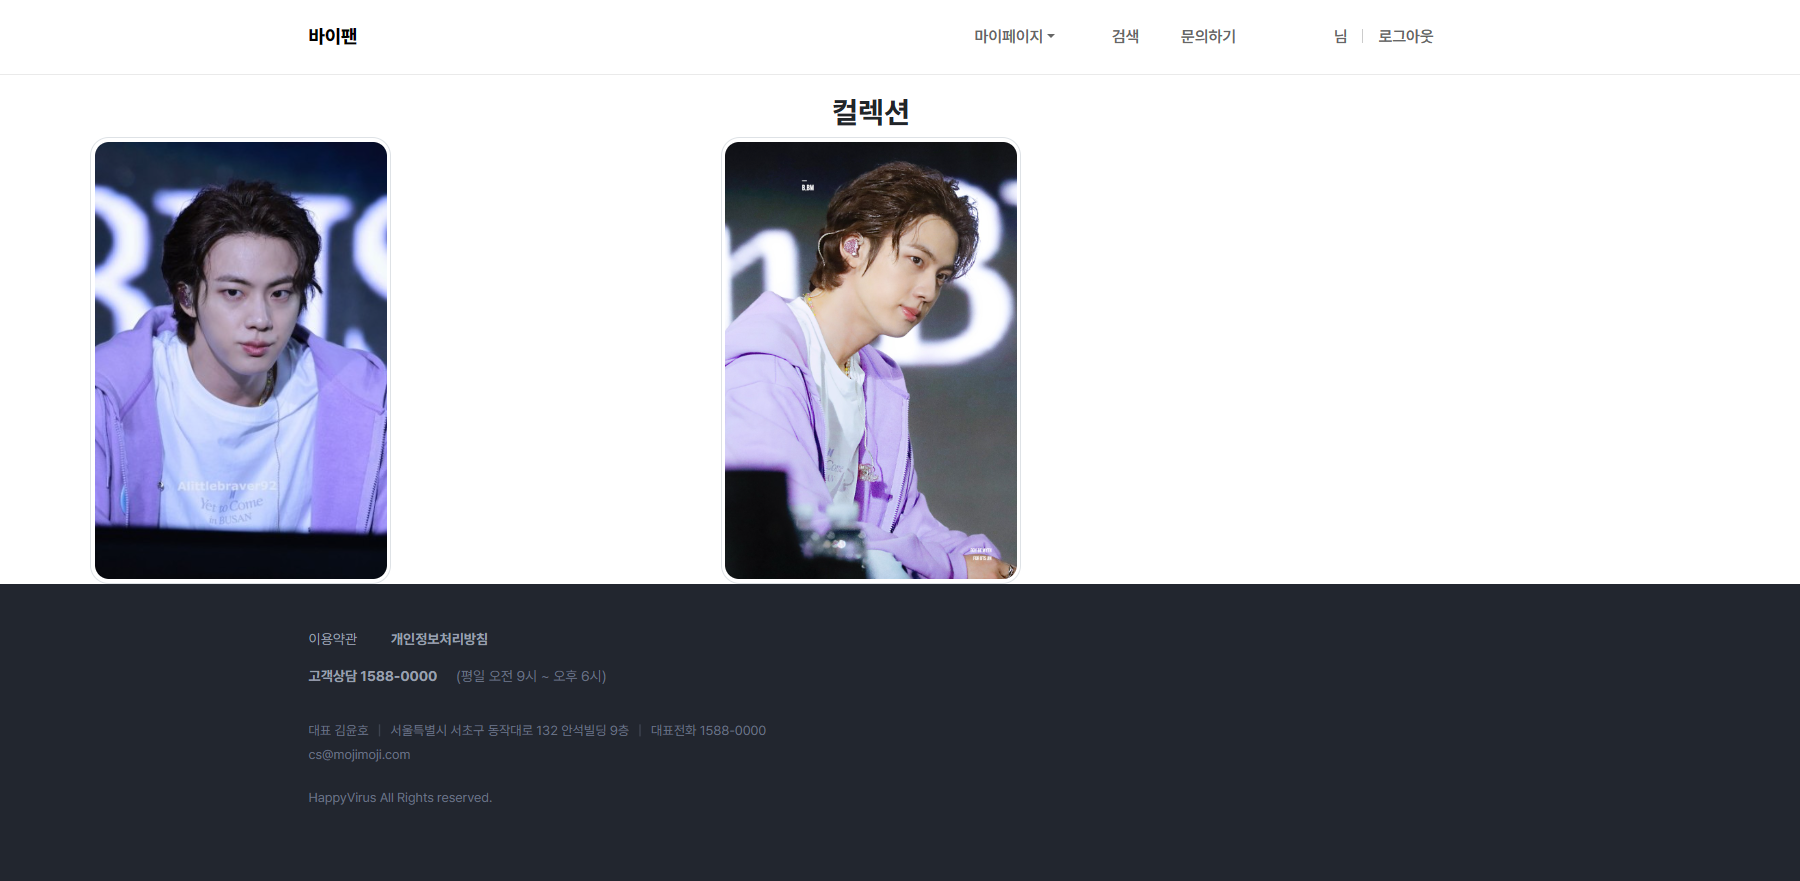 바이팬
마이페이지 검색 문의하기 님 | 로그아웃
컬렉션
Alittlebraver92
Yet to Come
in BUSAN
B,BM
이용약관 개인정보처리방침
고객상담 1588-0000 (평일 오전 9시 ~ 오후 6시)
대표 김윤호 | 서울특별시 서초구 동작대로 132 안석빌딩 9층 | 대표전화 1588-0000
cs@mojimoji.com
HappyVirus All Rights reserved.